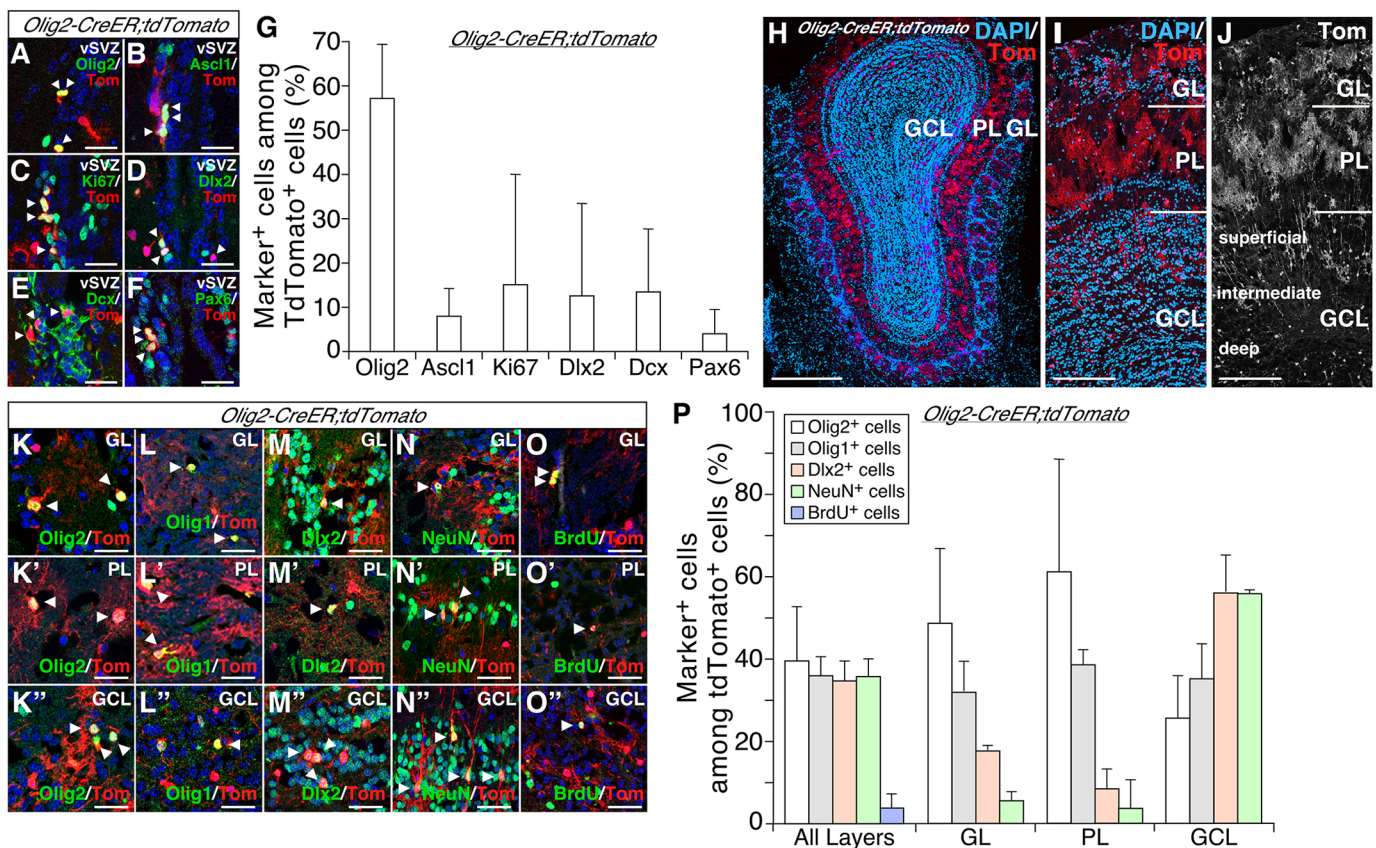 Olig2-CreER;tdTomato
A
vSVZ
Olig2/
Tom
B
vSVZ
Ascl1/
Tom
C
vSVZ
Ki67/
Tom
D
vSVZ
Dlx2/
Tom
E
vSVZ
Dcx/
Tom
F
vSVZ
Pax6/
Tom
G
Olig2-CreER;tdTomato
Marker+ cells among
TdTomato+ cells (%)
70
60
50
40
30
20
10
0
Olig2 Ascl1 Ki67 Dlx2 Dcx Pax6
H Olig2-CreER;tdTomato DAPI/
Tom
GCL PL GL
I DAPI/
Tom
GL
PL
GCL
J Tom
GL
PL
superficial
intermediate
GCL
deep
Olig2-CreER;tdTomato
K GL
Olig2/Tom
L GL
Olig1/Tom
M GL
Dlx2/Tom
N GL
NeuN/Tom
O GL
BrdU/Tom
K’ PL
Olig2/Tom
L’ PL
Olig1/Tom
M’ PL
Dlx2/Tom
N’ PL
NeuN/Tom
O’ PL
BrdU/Tom
K” GCL
Olig2/Tom
L” GCL
Olig1/Tom
M” GCL
Dlx2/Tom
N” GCL
NeuN/Tom
O” GCL
BrdU/Tom
P
Olig2-CreER;tdTomato
Marker+ cells
among tdTomato+ cells (%)
100
80
60
40
20
0
Olig2+ cells
Olig1+ cells
Dlx2+ cells
NeuN+ cells
BrdU+ cells
All Layers GL PL GCL